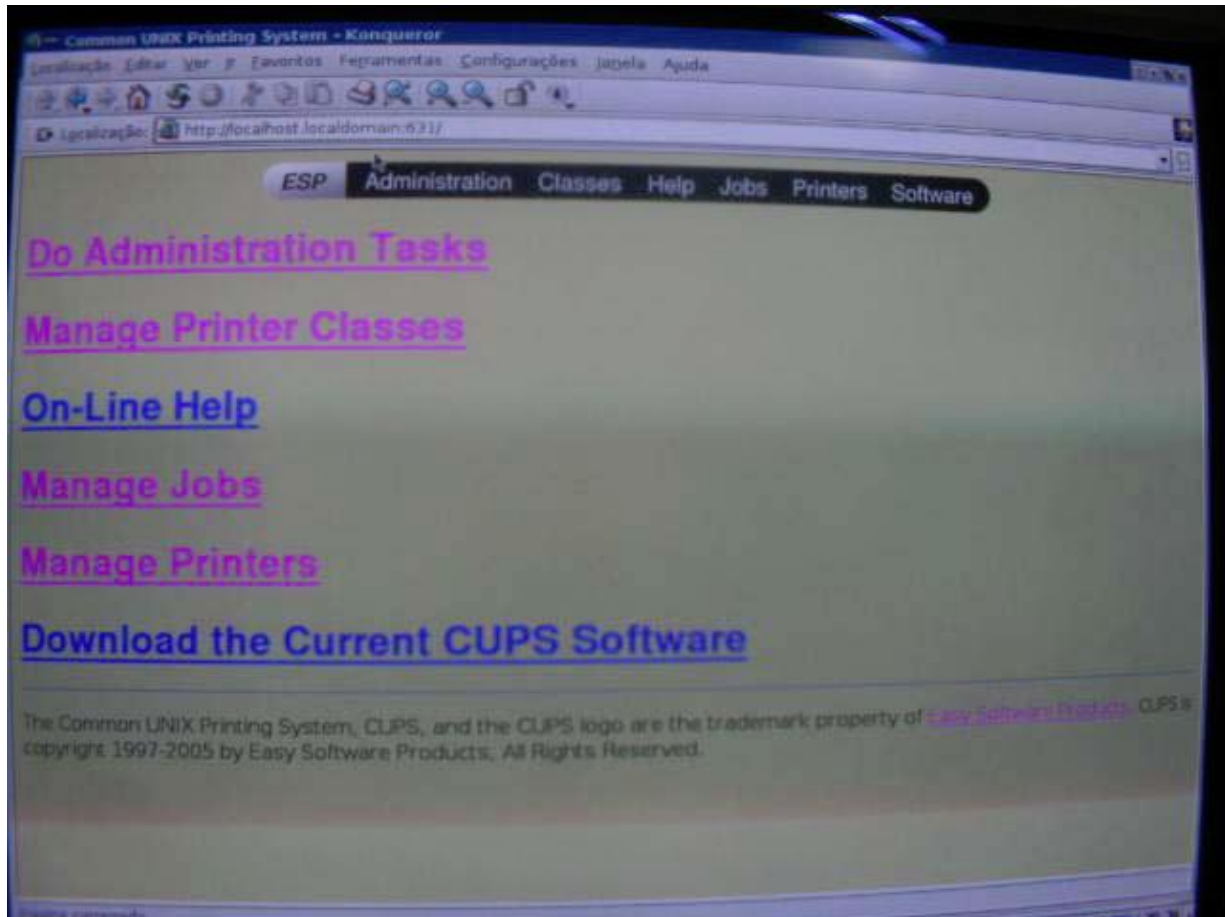 Common UNIX Printing System - Konqueror
Localização Editar Ver Ir Favoritos Ferramentas Configurações Janela Ajuda
Localização: http://localhost.localdomain:631/
ESP Administration Classes Help Jobs Printers Software
Do Administration Tasks
Manage Printer Classes
On-Line Help
Manage Jobs
Manage Printers
Download the Current CUPS Software
The Common UNIX Printing System, CUPS, and the CUPS logo are the trademark property of Easy Software Products. CUPS is
copyright 1997-2005 by Easy Software Products, All Rights Reserved.